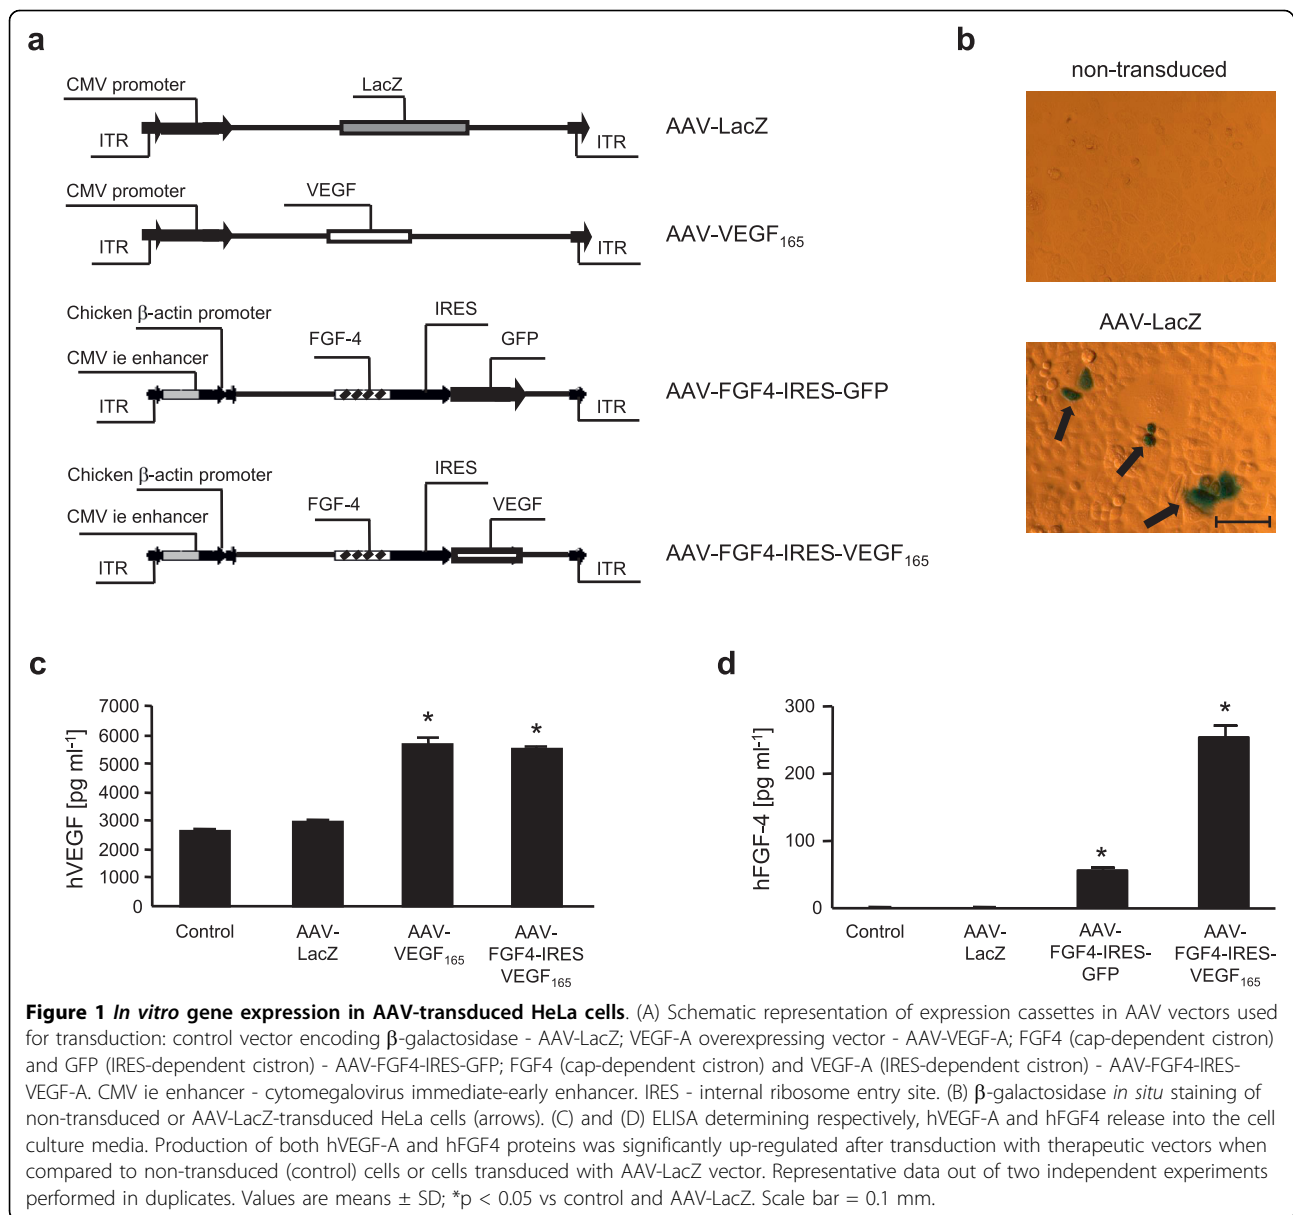 a
CMV promoter
LacZ
ITR
ITR
AAV-LacZ
CMV promoter
VEGF
ITR
ITR
AAV-VEGF₁₆₅
Chicken β-actin promoter
IRES
FGF-4
GFP
CMV ie enhancer
ITR
ITR
AAV-FGF4-IRES-GFP
Chicken β-actin promoter
IRES
FGF-4
VEGF
CMV ie enhancer
ITR
ITR
AAV-FGF4-IRES-VEGF₁₆₅
b
non-transduced
AAV-LacZ
c
hVEGF [pg ml⁻¹]
7000
6000
5000
4000
3000
2000
1000
0
*
*
Control
AAV-
LacZ
AAV-
VEGF₁₆₅
AAV-
FGF4-IRES
VEGF₁₆₅
d
hFGF-4 [pg ml⁻¹]
300
200
100
0
*
*
Control
AAV-
LacZ
AAV-
FGF4-IRES-
GFP
AAV-
FGF4-IRES-
VEGF₁₆₅
Figure 1 In vitro gene expression in AAV-transduced HeLa cells. (A) Schematic representation of expression cassettes in AAV vectors used
for transduction: control vector encoding β-galactosidase - AAV-LacZ; VEGF-A overexpressing vector - AAV-VEGF-A; FGF4 (cap-dependent cistron)
and GFP (IRES-dependent cistron) - AAV-FGF4-IRES-GFP; FGF4 (cap-dependent cistron) and VEGF-A (IRES-dependent cistron) - AAV-FGF4-IRES-
VEGF-A. CMV ie enhancer - cytomegalovirus immediate-early enhancer. IRES - internal ribosome entry site. (B) β-galactosidase in situ staining of
non-transduced or AAV-LacZ-transduced HeLa cells (arrows). (C) and (D) ELISA determining respectively, hVEGF-A and hFGF4 release into the cell
culture media. Production of both hVEGF-A and hFGF4 proteins was significantly up-regulated after transduction with therapeutic vectors when
compared to non-transduced (control) cells or cells transduced with AAV-LacZ vector. Representative data out of two independent experiments
performed in duplicates. Values are means ± SD; *p < 0.05 vs control and AAV-LacZ. Scale bar = 0.1 mm.